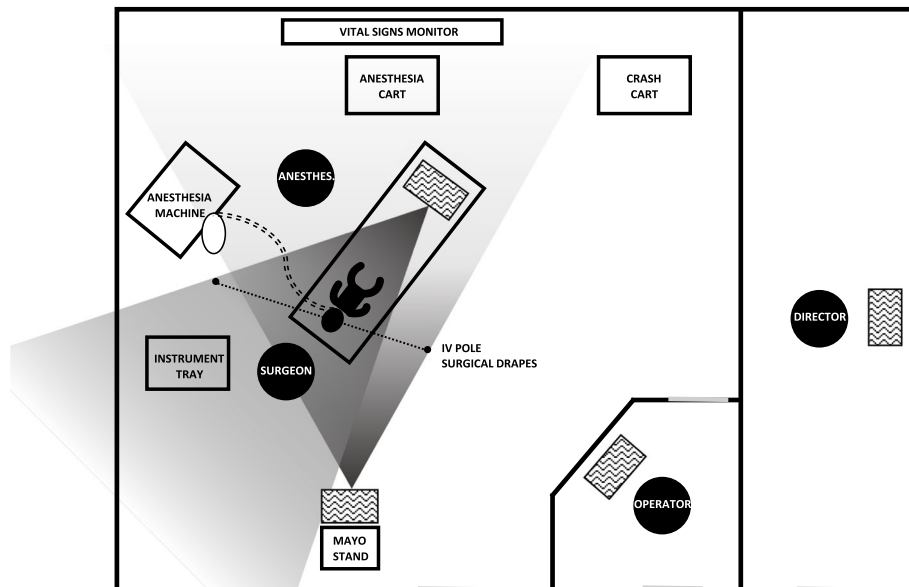 VITAL SIGNS MONITOR
ANESTHESIA
CART
CRASH
CART
ANESTHES.
ANESTHESIA
MACHINE
DIRECTOR
IV POLE
SURGICAL DRAPES
INSTRUMENT
TRAY
SURGEON
OPERATOR
MAYO
STAND